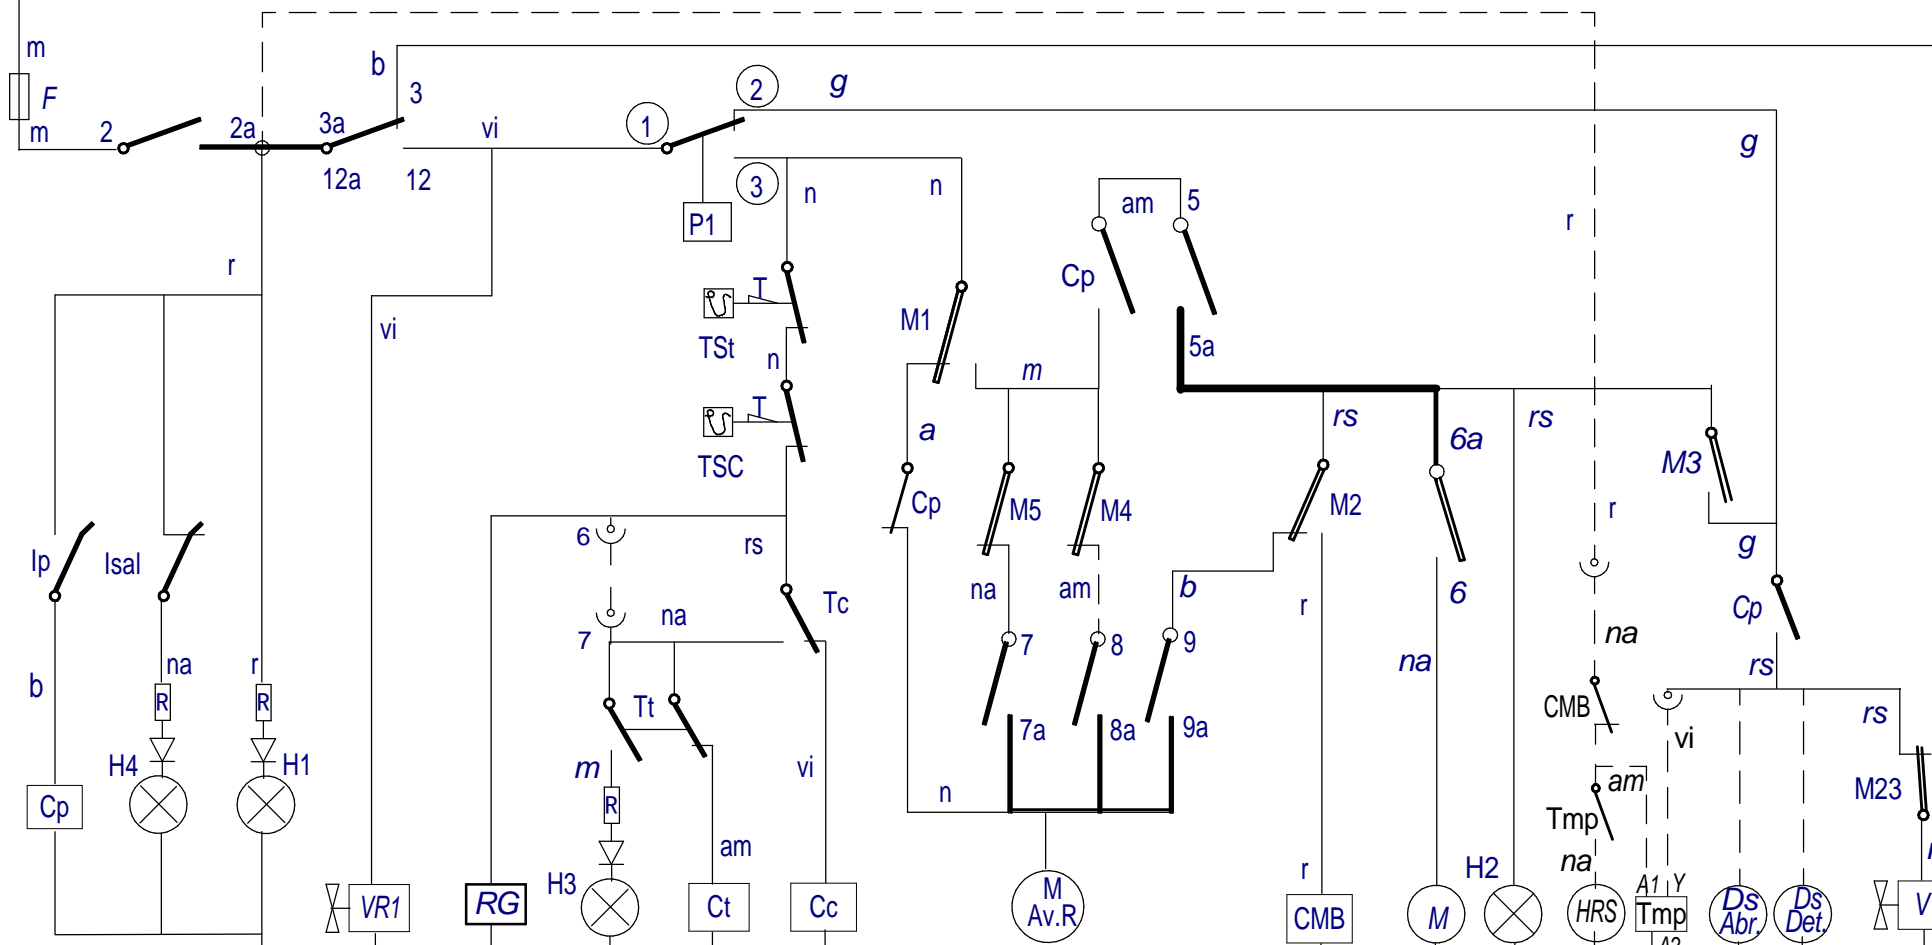 m
b
3
g
2
F
m
2
2a
3a
vi
1
12a
12
3
n
n
g
P1
am
5
r
r
Cp
T
M1
vi
TSt
n
5a
m
T
a
rs
6a
rs
M3
TSC
Cp
M5
M4
M2
r
6
rs
g
Ip
Isal
na
am
b
6
Tc
r
Cp
7
na
7
8
9
na
na
rs
b
na
r
R
R
Tt
7a
8a
9a
CMB
vi
rs
H4
H1
m
vi
n
am
M23
Cp
R
Tmp
am
na
H3
r
H2
A1
Y
VR1
RG
Ct
Cc
M
Av.R
CMB
M
HRS
Tmp
Ds
Abr.
Ds
Det.
V
A2